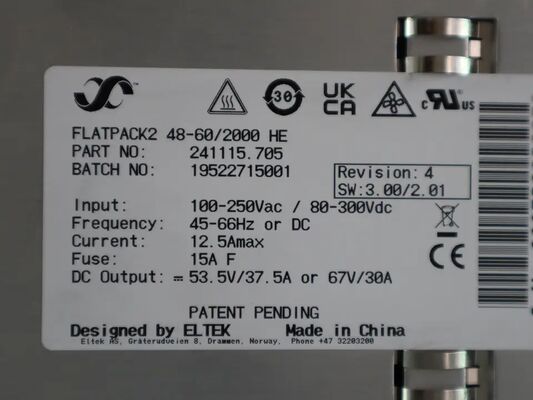 30
UK
CA
C RU US
FLATPACK2 48-60/2000 HE
PART NO: 241115.705
BATCH NO: 19522715001
Revision: 4
SW:3.00/2.01
Input: 100-250Vac / 80-300Vdc
Frequency: 45-66Hz or DC
Current: 12.5Amax
Fuse: 15A F
DC Output: ⎓ 53.5V/37.5A or 67V/30A
CE
PATENT PENDING
Designed by ELTEK Made in China
Eltek AS, Gråterudveien 8, Drammen, Norway, Phone +47 32203200